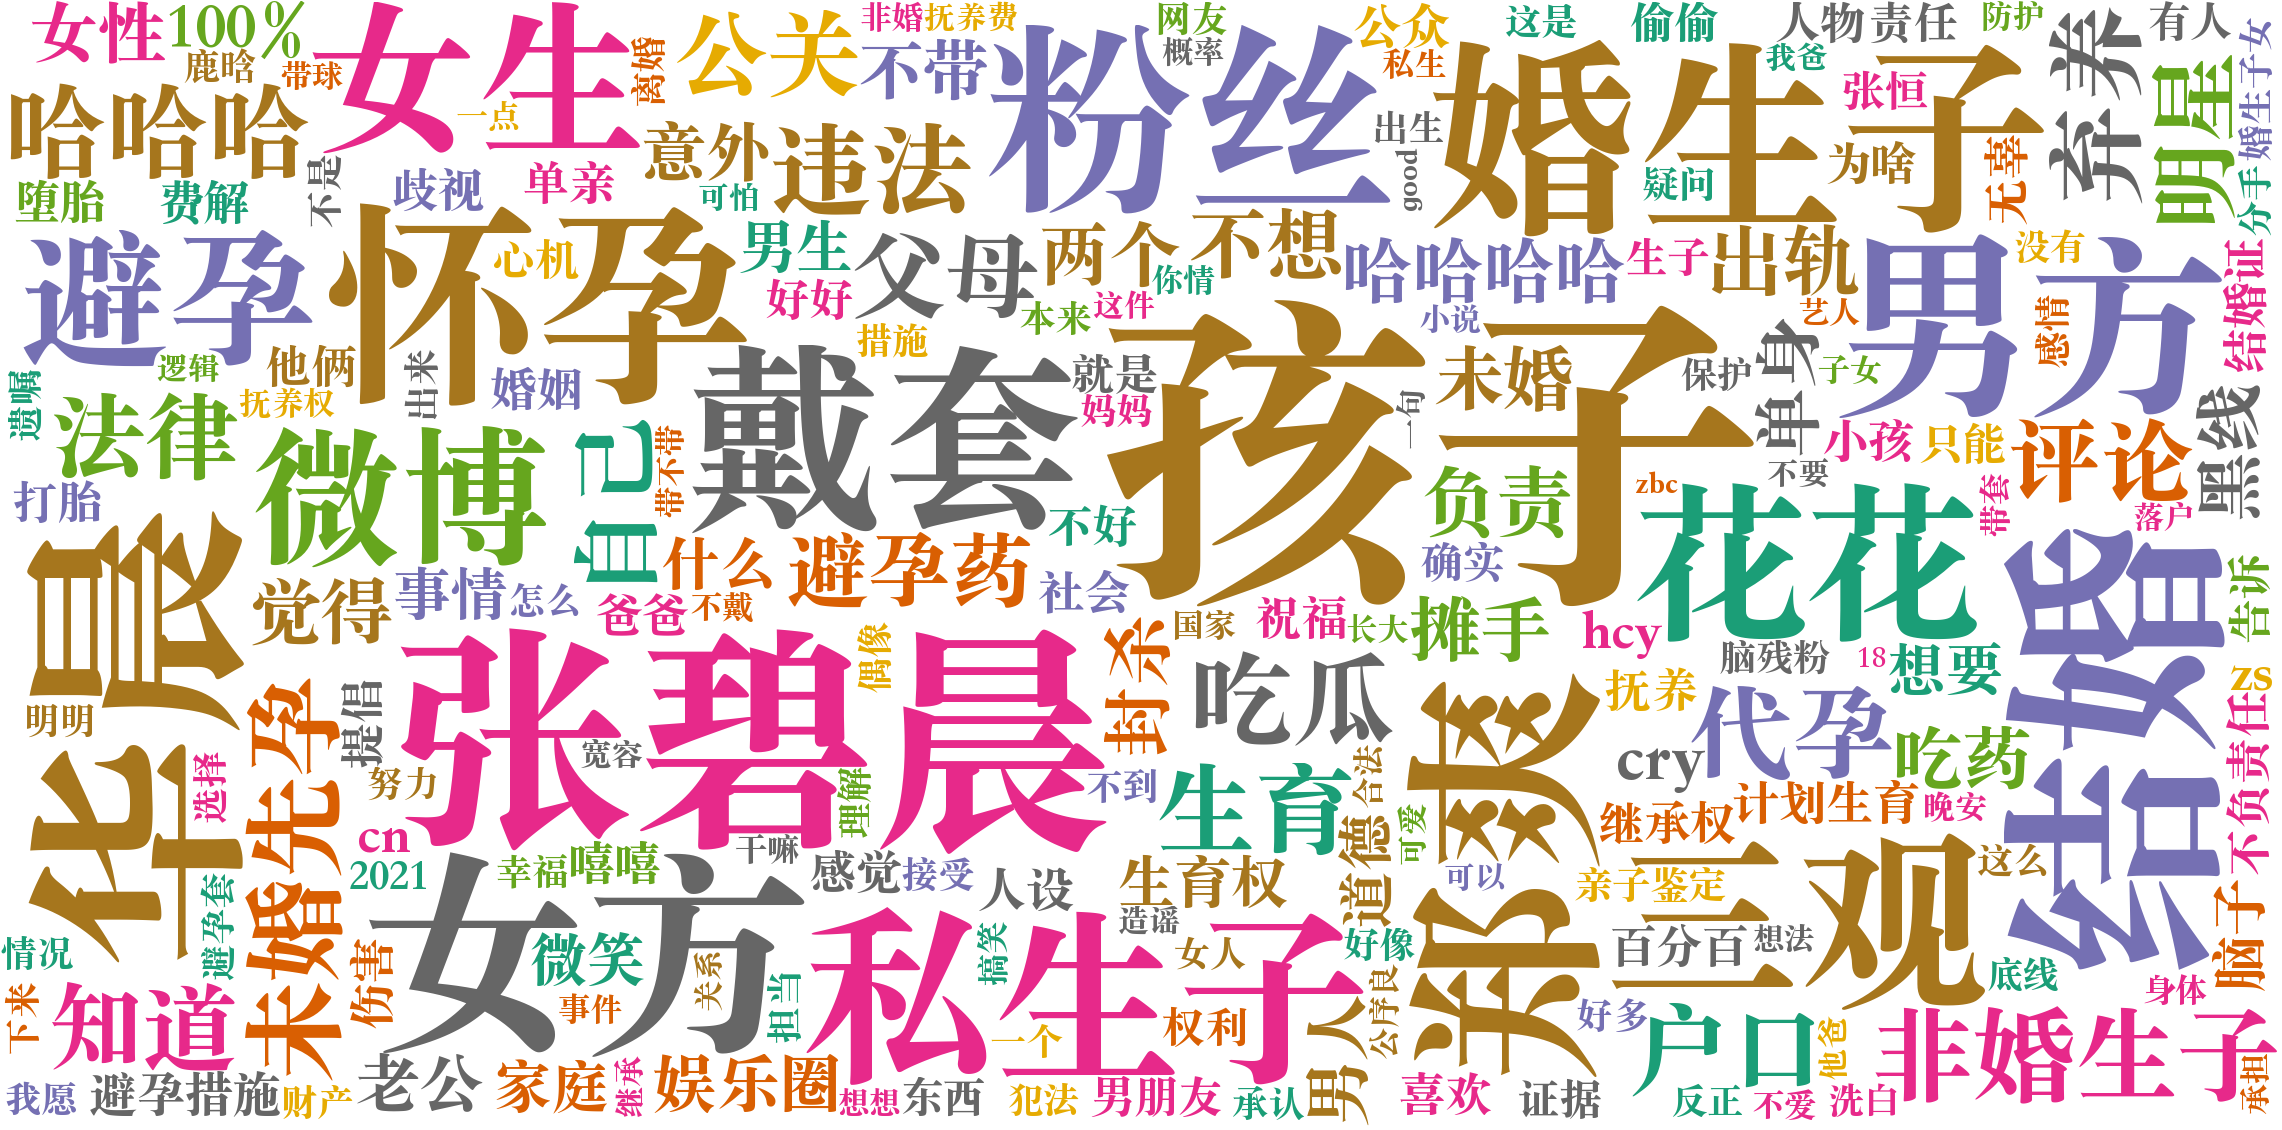 女性
100%
女生
公关
非婚
抚养费
网友
公众
这是
偷偷
人物
责任
防护
有人
婚生子女
鹿晗
带球
离婚
不带
粉丝
概率
私生
婚生子
我爸
张恒
弃养
明星
哈哈哈
一点
意外
违法
出生
good
疑问
为啥
无辜
分手
堕胎
费解
不是
歧视
单亲
可怕
避孕
怀孕
心机
男生
父母
两个
不想
哈哈哈哈
生子
出轨
男方
没有
结婚证
好好
你情
本来
这件
小说
艺人
感情
遗嘱
逻辑
他俩
出来
婚姻
措施
戴套
就是
妈妈
孩子
未婚
一句
保护
单身
子女
黑线
法律
抚养权
微博
自己
带不带
小孩
只能
评论
打胎
负责
zbc
不要
带套
落户
华晨
觉得
事情
怎么
什么
避孕药
不好
社会
确实
花花
结婚
告诉
爸爸
不戴
国家
祝福
长大
摊手
hcy
脑残粉
18
想要
zs
张碧晨
偶像
封杀
吃瓜
抚养
代孕
明明
未婚先孕
提倡
宽容
郑爽
cry
吃药
不负责任
选择
努力
理解
不到
生育
合法
继承权
计划生育
晚安
cn
干嘛
道德
可爱
三观
2021
幸福
嘻嘻
感觉
接受
人设
生育权
可以
亲子鉴定
这么
避孕套
女方
私生子
造谣
脑子
情况
伤害
微笑
关系
搞笑
女人
好像
百分百
想法
底线
下来
知道
事件
担当
一个
权利
公序良
好多
户口
身体
非婚生子
我愿
避孕措施
财产
老公
家庭
继承
娱乐圈
想想
东西
犯法
男朋友
承认
男人
喜欢
证据
反正
不爱
他爸
洗白
承担